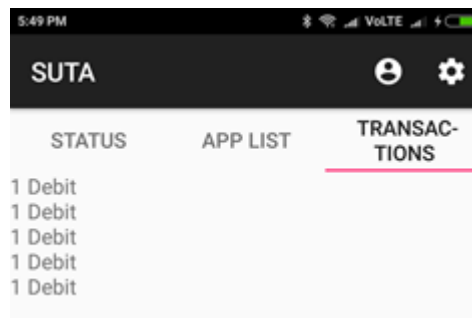 5:49 PM VoLTE
SUTA
STATUS APP LIST TRANSAC-
TIONS
1 Debit
1 Debit
1 Debit
1 Debit
1 Debit